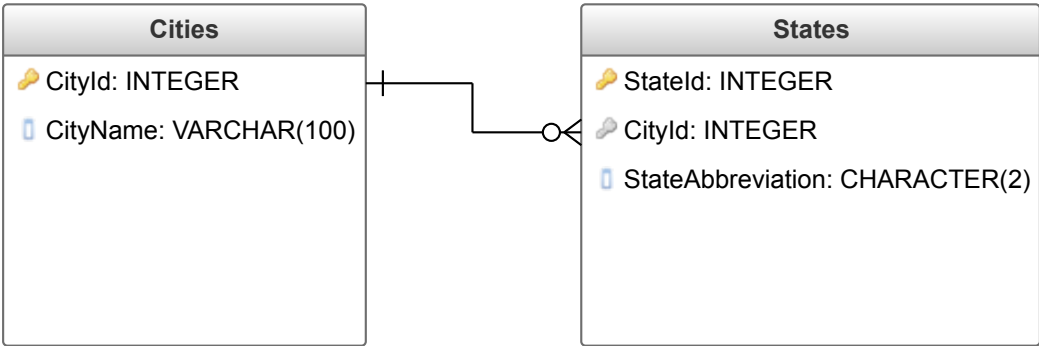 Cities
CityId: INTEGER
CityName: VARCHAR(100)
States
StateId: INTEGER
CityId: INTEGER
StateAbbreviation: CHARACTER(2)